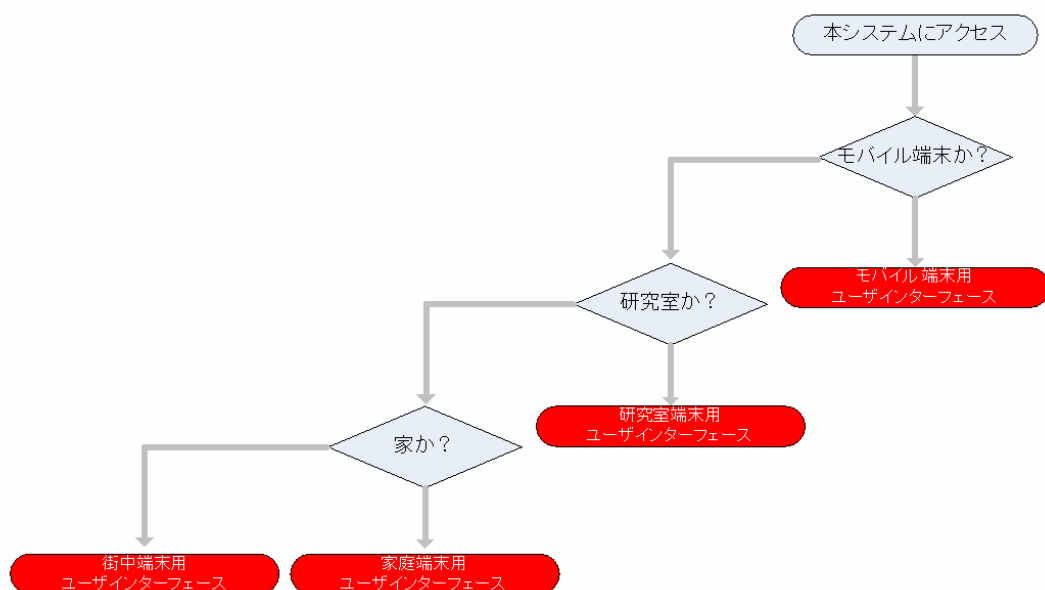 本システムにアクセス
モバイル端末か？
モバイル端末用
ユーザインターフェース
研究室か？
研究室端末用
ユーザインターフェース
家か？
街中端末用
ユーザインターフェース
家庭端末用
ユーザインターフェース